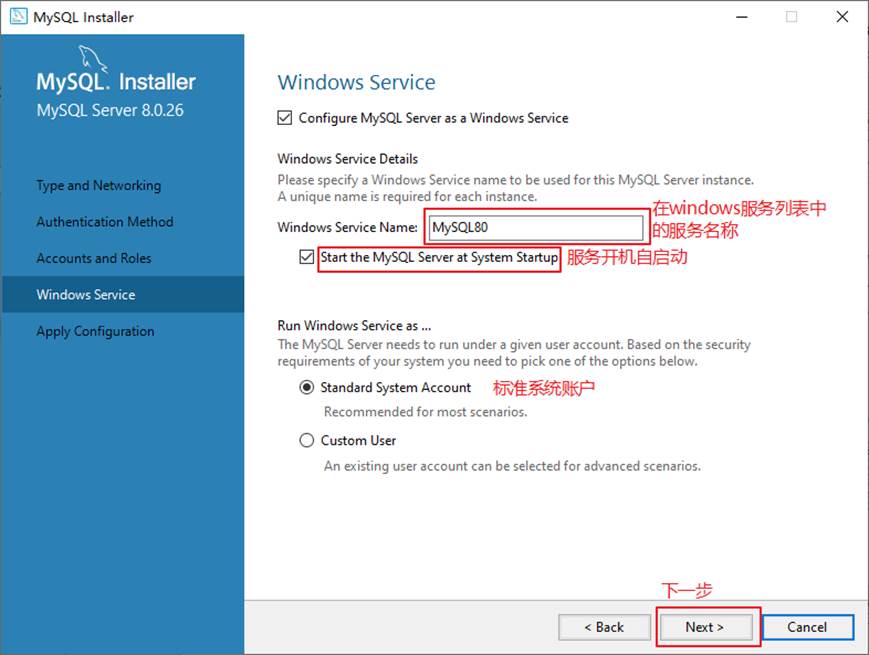 MySQL Installer
MySQL. Installer
MySQL Server 8.0.26
Type and Networking
Authentication Method
Accounts and Roles
Windows Service
Apply Configuration
Windows Service
Configure MySQL Server as a Windows Service
Windows Service Details
Please specify a Windows Service name to be used for this MySQL Server instance.
A unique name is required for each instance.
Windows Service Name: MySQL80
在windows服务列表中
的服务名称
Start the MySQL Server at System Startup 服务开机自启动
Run Windows Service as ...
The MySQL Server needs to run under a given user account. Based on the security
requirements of your system you need to pick one of the options below.
Standard System Account 标准系统账户
Recommended for most scenarios.
Custom User
An existing user account can be selected for advanced scenarios.
下一步
< Back Next > Cancel